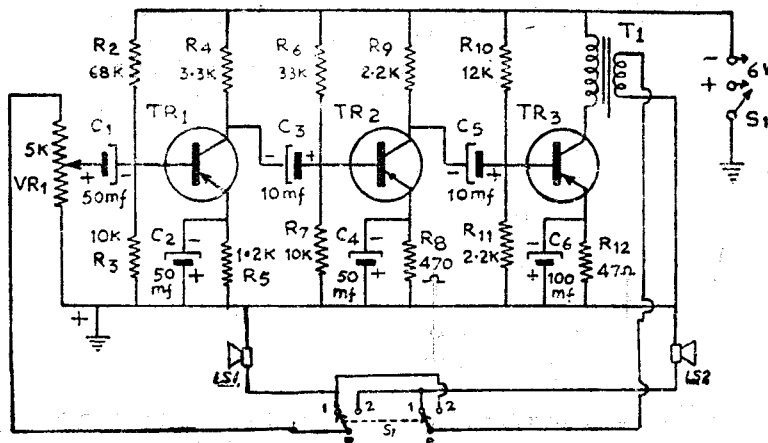 R2
68K
R4
3.3K
R6
33K
R9
2.2K
R10
12K
T1
-
6V
+
S1
5K
VR1
C1
+ -
50mf
TR1
C3
- +
10mf
TR2
C5
- +
10mf
TR3
10K
R3
C2 -
50
mf +
1.2K
R5
R7
10K
C4 -
50
mf +
R8
470
Ω
R11
2.2K
C6 -
100
mf +
R12
47Ω
+
LS1
LS2
1 2 1 2
S1